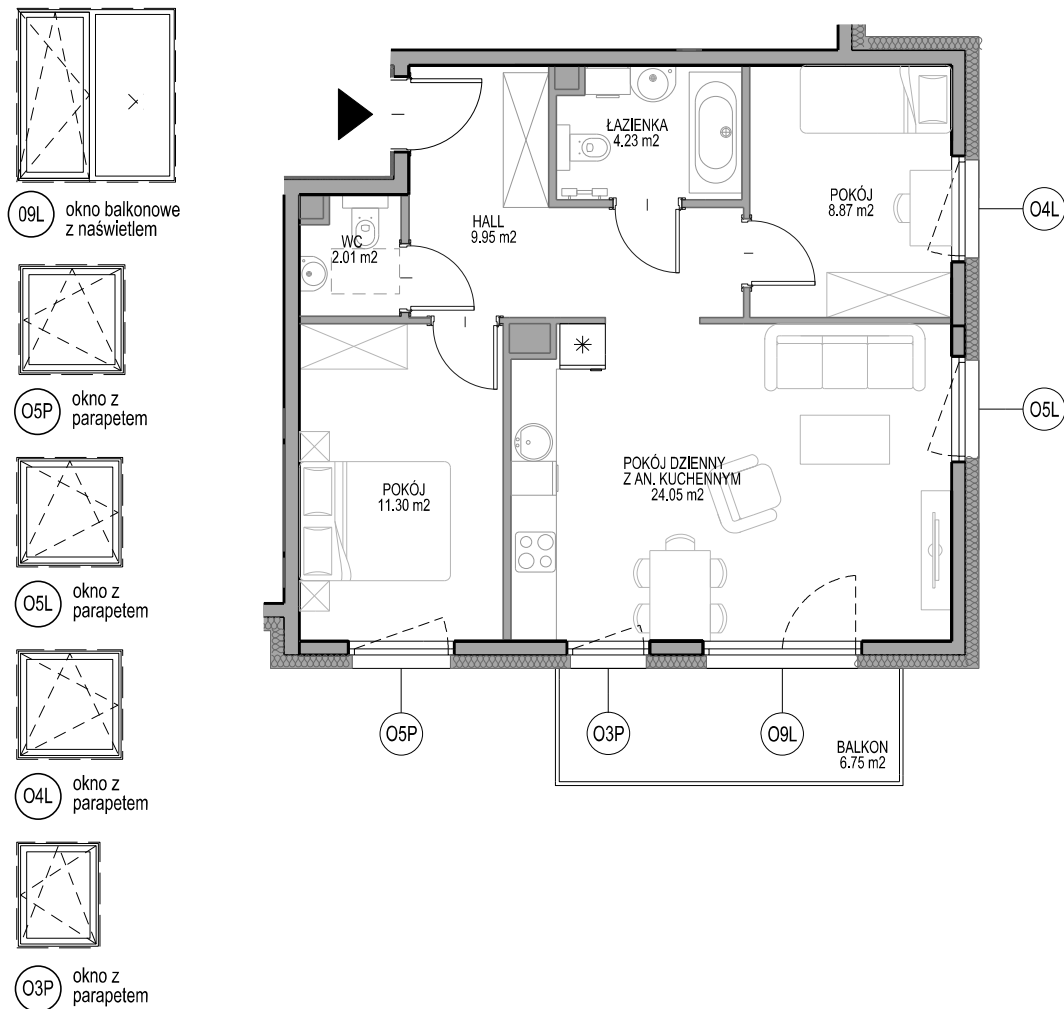 09L
okno balkonowe
z naświetlem
O5P
okno z
parapetem
O5L
okno z
parapetem
O4L
okno z
parapetem
O3P
okno z
parapetem
ŁAZIENKA
4.23 m2
POKÓJ
8.87 m2
HALL
9.95 m2
WC
2.01 m2
POKÓJ
11.30 m2
POKÓJ DZIENNY
Z AN. KUCHENNYM
24.05 m2
O4L
O5L
O5P
O3P
O9L
BALKON
6.75 m2